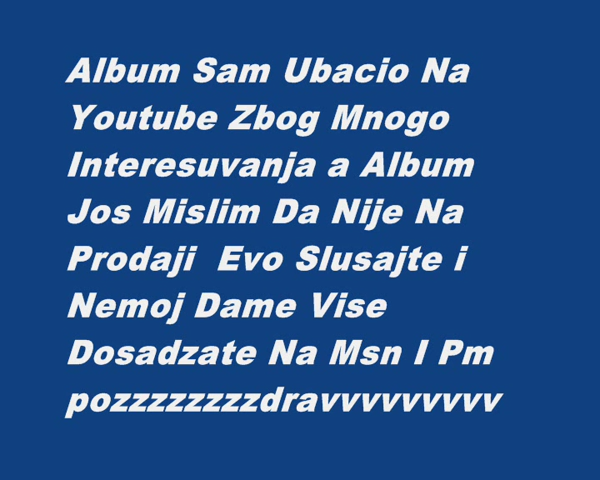 Album Sam Ubacio Na
Youtube Zbog Mnogo
Interesuvanja a Album
Jos Mislim Da Nije Na
Prodaji  Evo Slusajte i
Nemoj Dame Vise
Dosadzate Na Msn I Pm
pozzzzzzzzzdravvvvvvvvvv